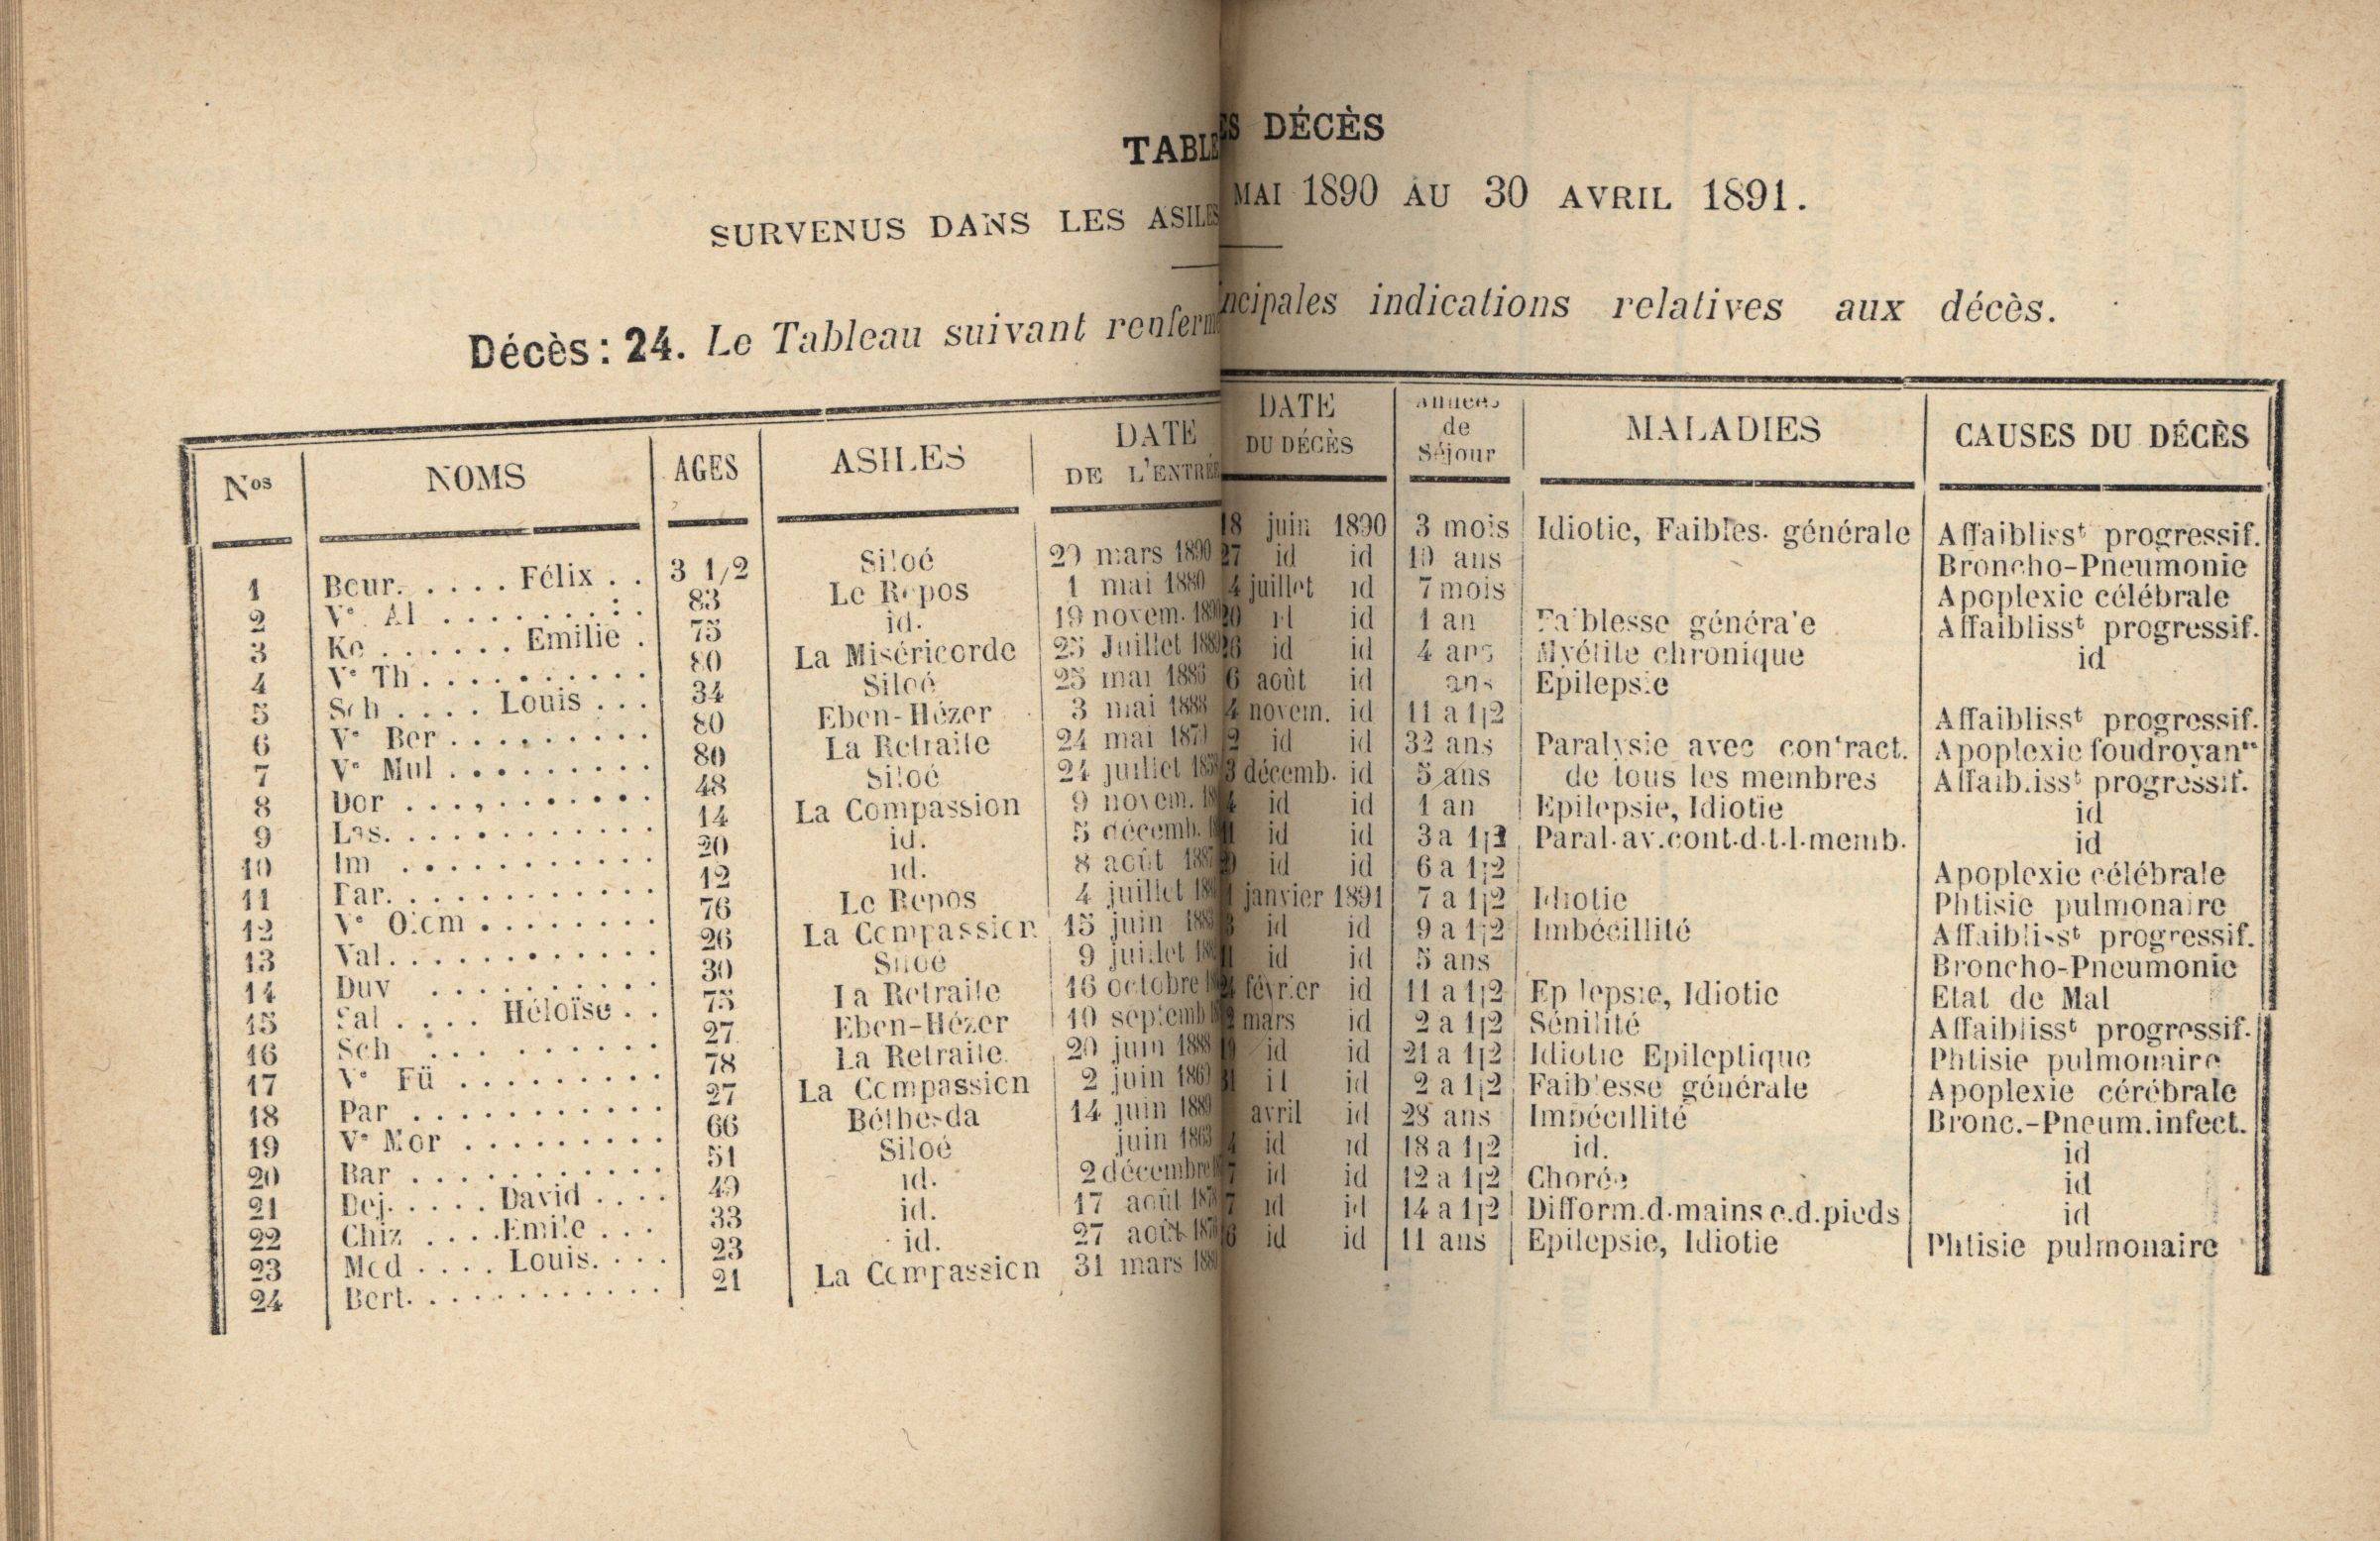 DÉCÈS
SURVENUS DANS LES MAI 1890 AU 30 AVRIL 1891.
Décès: 24. Le Tableau suivant indications relatives aux décès.
Nos NOMS AGES ASILES DATE DE L'ENTRÉE DATE DU DÉCÈS Années de Séjour MALADIES CAUSES DU DÉCÈS
1 Beur. . . . . Félix . . 3 1/2 Siloé 29 mars 1890 18 juin 1890 3 mois Idiotie, Faibles. générale Affaiblisst progressif.
2 Ve Al . . . . . . . . . 83 Le Repos 1 mai 1880 27 id id 10 ans Broncho-Pneumonie
3 Ke . . . . . . Emilie . 75 id. 19 novem. 4 juillet id 7 mois Apoplexie célébrale
4 Ve Th . . . . . . . . . 80 La Miséricorde 25 Juillet 20 id id 1 an Faiblesse générale Affaiblisst progressif.
5 Sch . . . . Louis . . . 34 Siloé 25 mai 1886 26 id id 4 ans Myélite chronique id
6 Ve Ber . . . . . . . . . 80 Eben-Hézer 3 mai 1888 6 août id ans Epilepsie
7 Ve Mul . . . . . . . . . 80 La Retraite 24 mai 4 novem. id 11 a 1/2 Affaiblisst progressif.
8 Dor . . . . . . . . . . 48 Siloé 24 juillet 2 id id 32 ans Paralysie avec contract. Apoplexie foudroyante
9 Las. . . . . . . . . . . 14 La Compassion 9 novem. 3 décemb. id 5 ans de tous les membres Affaiblisst progressif.
10 Im . . . . . . . . . . . 20 id. 5 décemb. id id 1 an Epilepsie, Idiotie id
11 Far. . . . . . . . . . . 12 id. 8 août id id 3 a 1/2 Paral. av. cont. d. t. l. memb. id
12 Ve Oiem . . . . . . . . 76 Le Repos 4 juillet id id 6 a 1/2 Apoplexie célébrale
13 Val. . . . . . . . . . . 26 La Compassion 15 juin janvier 1891 7 a 1/2 Idiotie Phtisie pulmonaire
14 Duv . . . . . . . . . . 30 Siloé 9 juillet id id 9 a 1/2 Imbécillité Affaiblisst progressif.
15 Sal . . . . Héloïse . . 75 La Retraite 16 octobre id id 5 ans Broncho-Pneumonie
16 Sch . . . . . . . . . . 27 Eben-Hézer 10 septemb février id 11 a 1/2 Epilepsie, Idiotie Etat de Mal
17 Ve Fü . . . . . . . . . 78 La Retraite 20 juin 1888 mars id 2 a 1/2 Sénilité Affaiblisst progressif.
18 Par . . . . . . . . . . . 27 La Compassion 2 juin 1869 id id 21 a 1/2 Idiotie Epileptique Phtisie pulmonaire
19 Ve Mor . . . . . . . . . 66 Béthesda 14 juin id id 2 a 1/2 Faiblesse générale Apoplexie cérébrale
20 Bar . . . . . . . . . . . 51 Siloé juin 1863 avril id 28 ans Imbécillité Bronc.-Pneum. infect.
21 Dej. . . . . David . . . . 49 id. 2 décembre id id 18 a 1/2 id. id
22 Chiz . . . . Emile . . . 33 id. 17 août id id 12 a 1/2 Chorée id
23 Med . . . . Louis. . . . 23 id. 27 août id id 14 a 1/2 Difform. d. mains e. d. pieds id
24 Bert. . . . . . . . . . . 21 La Compassion 31 mars id id 11 ans Epilepsie, Idiotie Phtisie pulmonaire